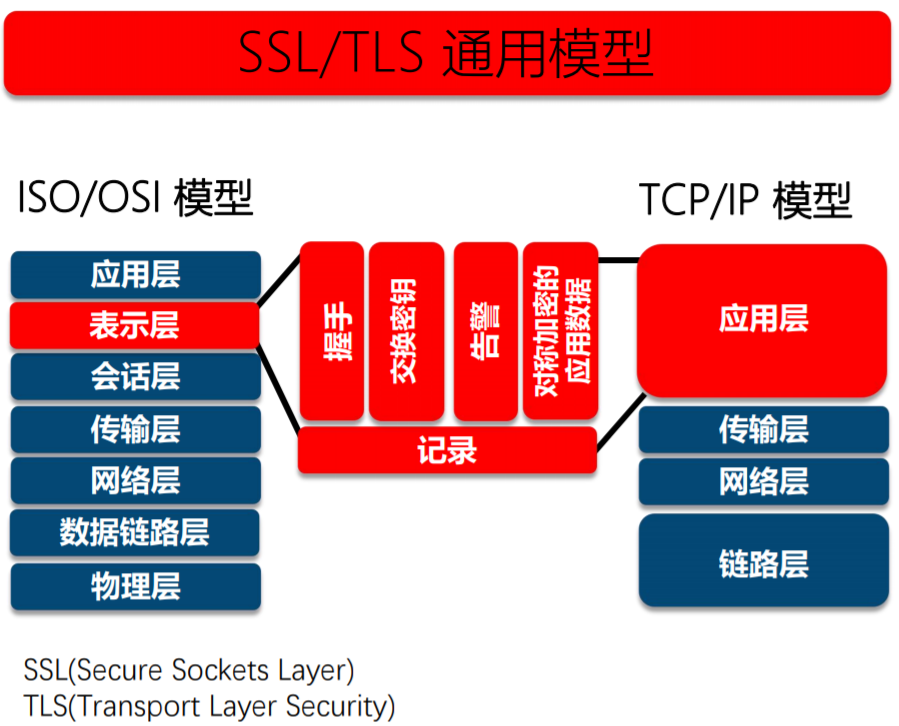 SSL/TLS 通用模型
ISO/OSI 模型
应用层
表示层
会话层
传输层
网络层
数据链路层
物理层
握手
交换密钥
告警
对称加密的
应用数据
记录
TCP/IP 模型
应用层
传输层
网络层
链路层
SSL(Secure Sockets Layer)
TLS(Transport Layer Security)